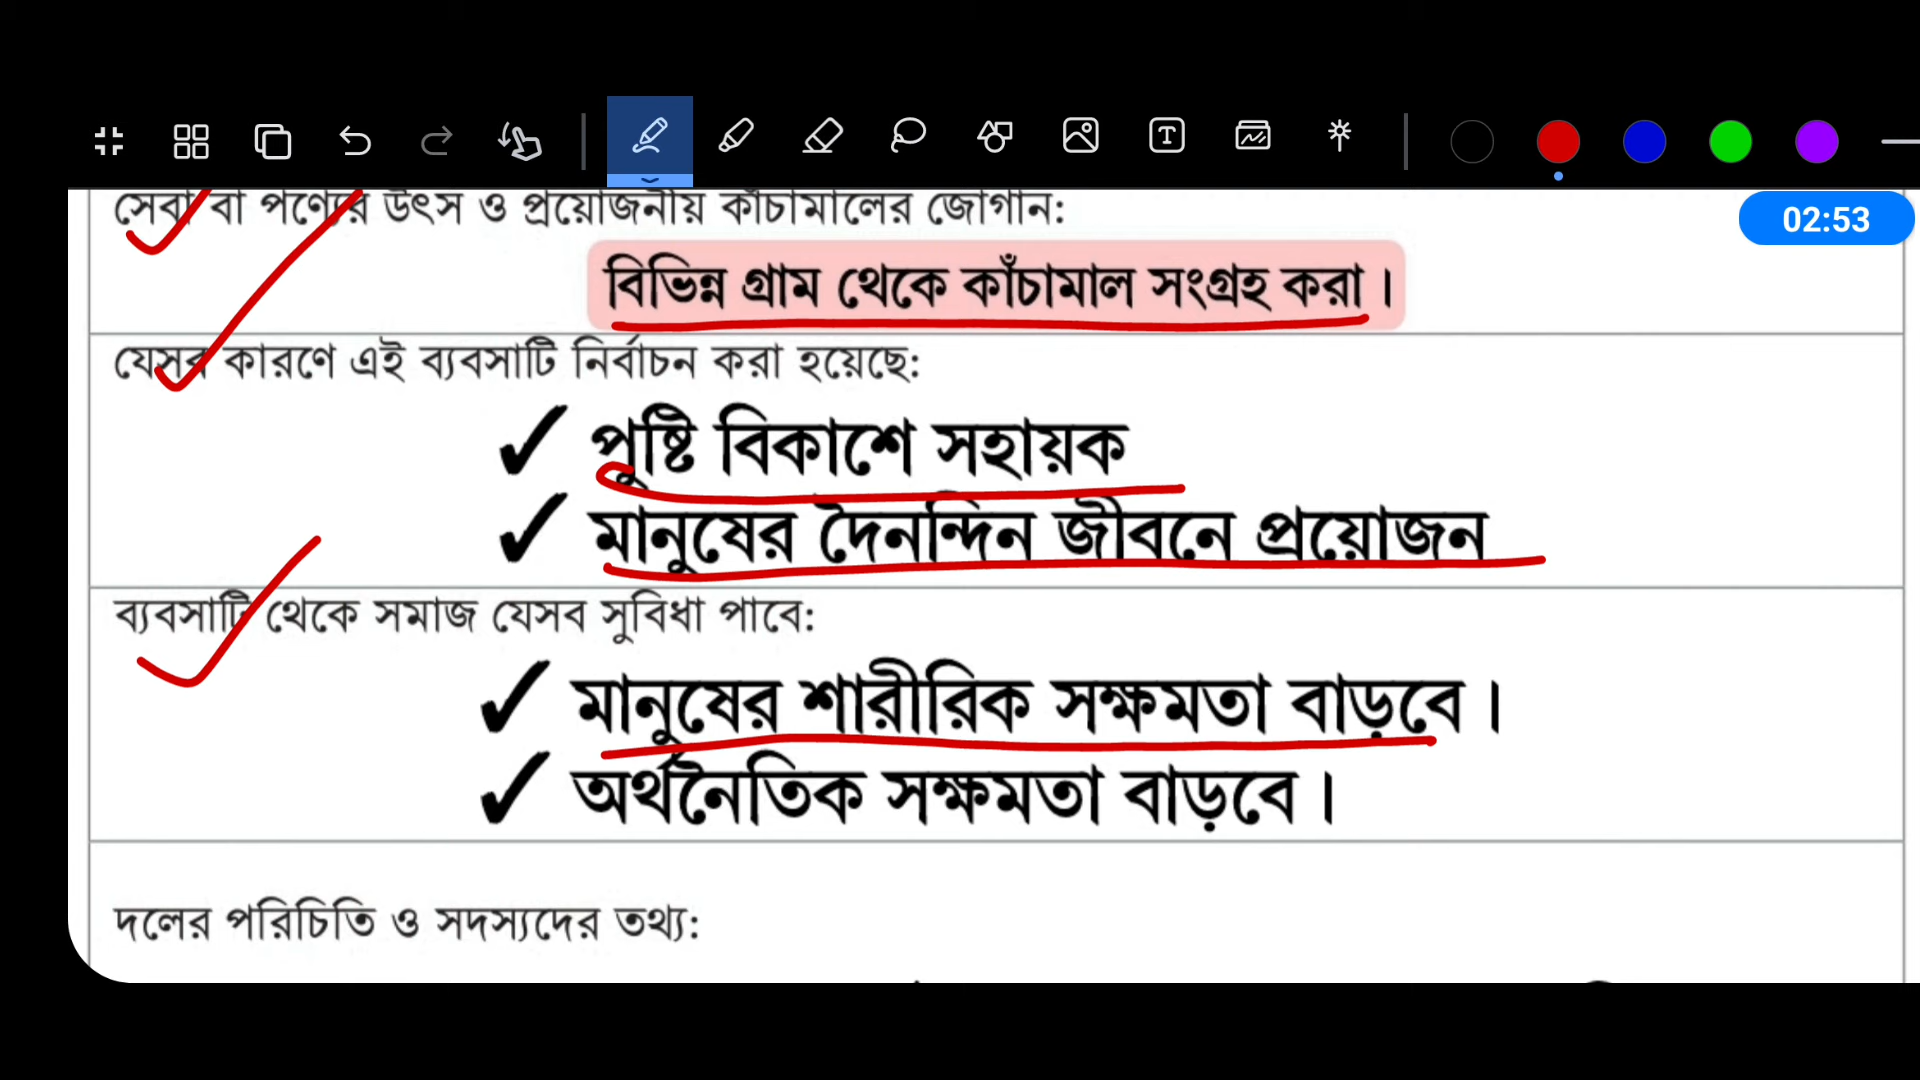 02:53
সেবা বা পণ্যের উৎস ও প্রয়োজনীয় কাঁচামালের জোগান:
বিভিন্ন গ্রাম থেকে কাঁচামাল সংগ্রহ করা।
যেসব কারণে এই ব্যবসাটি নির্বাচন করা হয়েছে:
✓ পুষ্টি বিকাশে সহায়ক
✓ মানুষের দৈনন্দিন জীবনে প্রয়োজন
ব্যবসাটি থেকে সমাজ যেসব সুবিধা পাবে:
✓ মানুষের শারীরিক সক্ষমতা বাড়বে।
✓ অর্থনৈতিক সক্ষমতা বাড়বে।
দলের পরিচিতি ও সদস্যদের তথ্য: